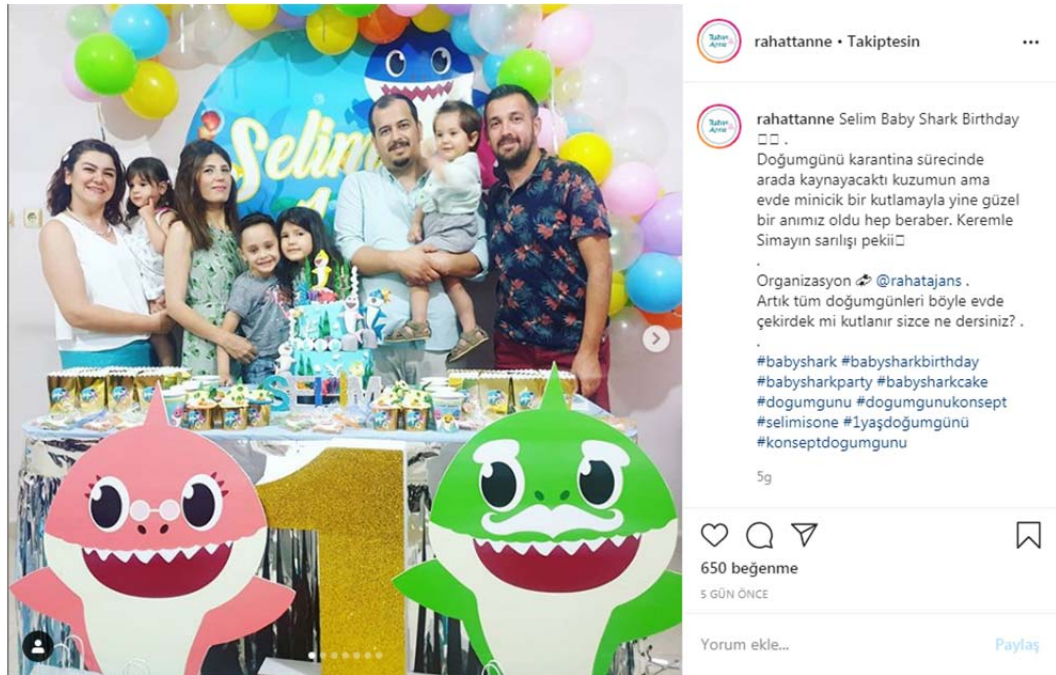 Selim
SELIM
1
rahattanne • Takiptesin
rahattanne Selim Baby Shark Birthday
□□ .
Doğumgünü karantina sürecinde
arada kaynayacaktı kuzumun ama
evde minicik bir kutlamayla yine güzel
bir anımız oldu hep beraber. Keremle
Simayın sarılışı pekii□
.
Organizasyon @rahatajans .
Artık tüm doğumgünleri böyle evde
çekirdek mi kutlanır sizce ne dersiniz? .
.
#babyshark #babysharkbirthday
#babysharkparty #babysharkcake
#dogumgunu #dogumgunukonsept
#selimisone #1yaşdoğumgünü
#konseptdogumgunu
5g
650 beğenme
5 GÜN ÖNCE
Yorum ekle... Paylaş